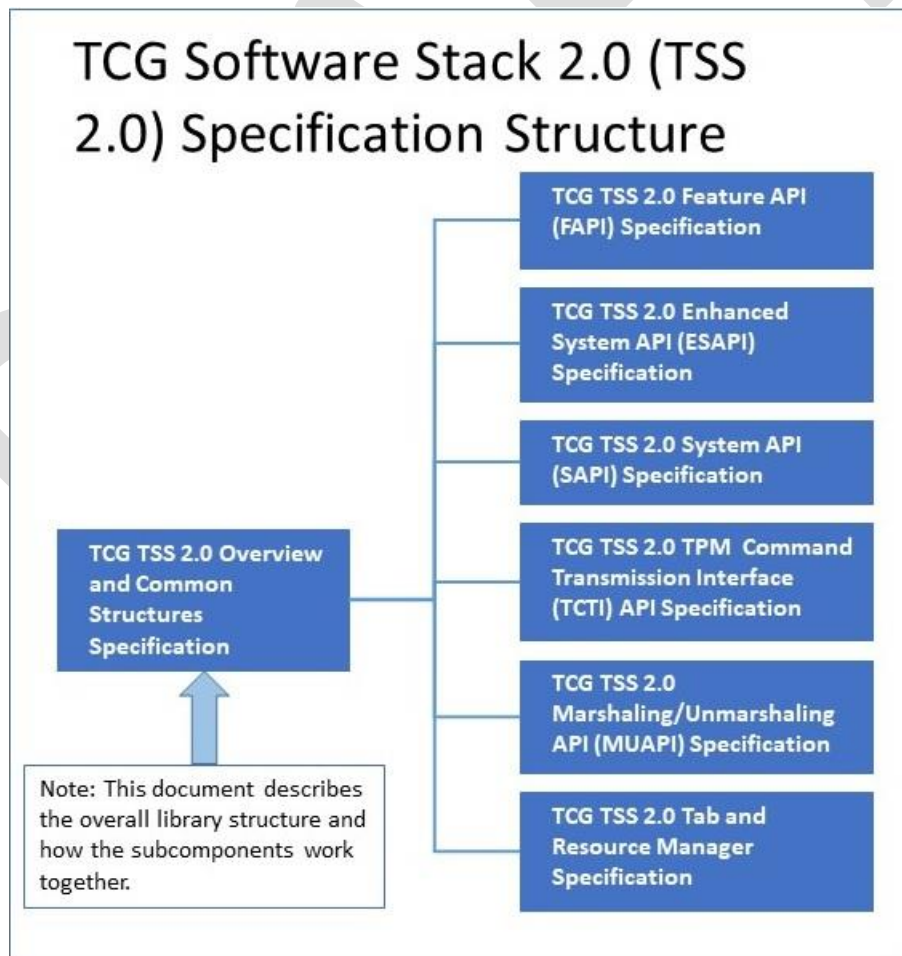 TCG Software Stack 2.0 (TSS
2.0) Specification Structure
TCG TSS 2.0 Feature API
(FAPI) Specification
TCG TSS 2.0 Enhanced
System API (ESAPI)
Specification
TCG TSS 2.0 System API
(SAPI) Specification
TCG TSS 2.0 Overview
and Common
Structures
Specification
TCG TSS 2.0 TPM Command
Transmission Interface
(TCTI) API Specification
TCG TSS 2.0
Marshaling/Unmarshaling
API (MUAPI) Specification
Note: This document describes
the overall library structure and
how the subcomponents work
together.
TCG TSS 2.0 Tab and
Resource Manager
Specification